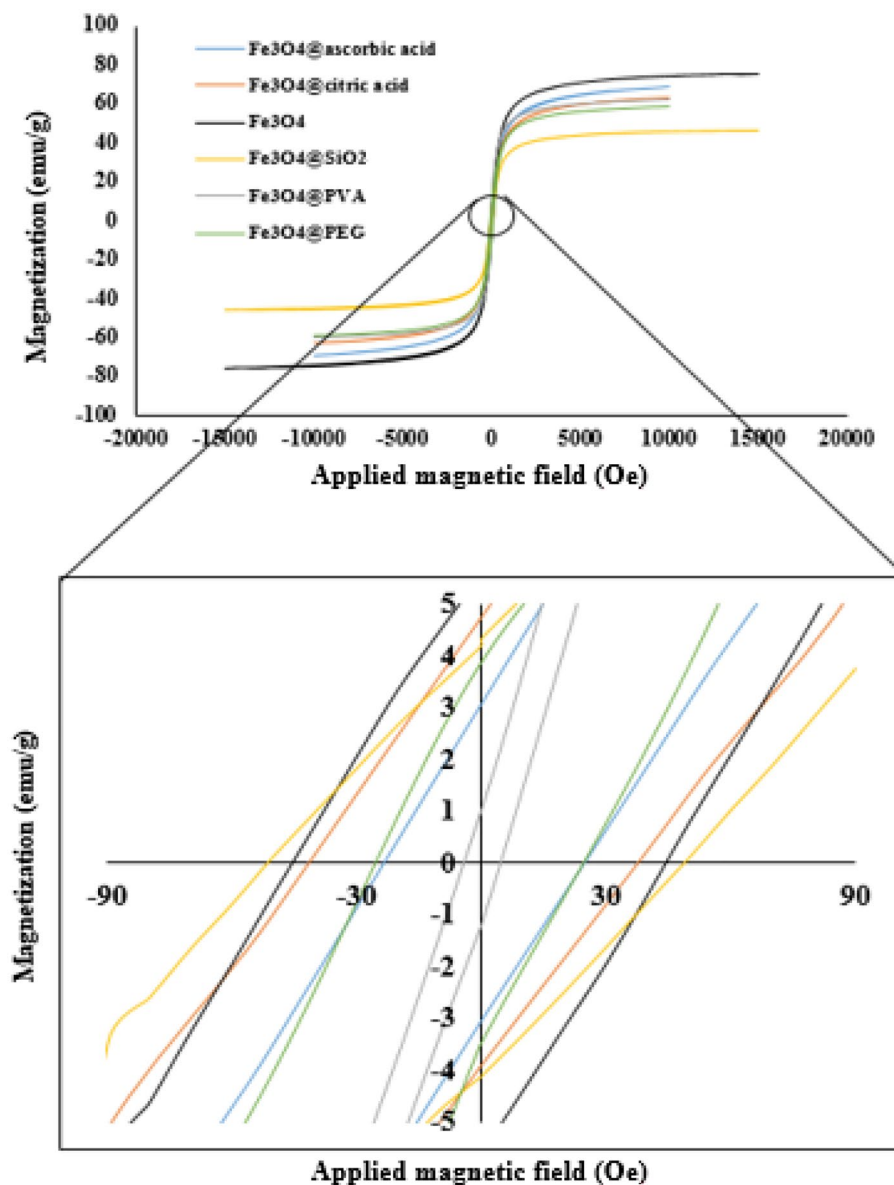 100
80
60
40
20
0
-20
-40
-60
-80
-100
Magnetization (emu/g)
Fe3O4@ascorbic acid
Fe3O4@citric acid
Fe3O4
Fe3O4@SiO2
Fe3O4@PVA
Fe3O4@PEG
-20000 -15000 -10000 -5000 0 5000 10000 15000 20000
Applied magnetic field (Oe)
5
4
3
2
1
0
-1
-2
-3
-4
-5
-90 -30 30 90
Magnetization (emu/g)
Applied magnetic field (Oe)